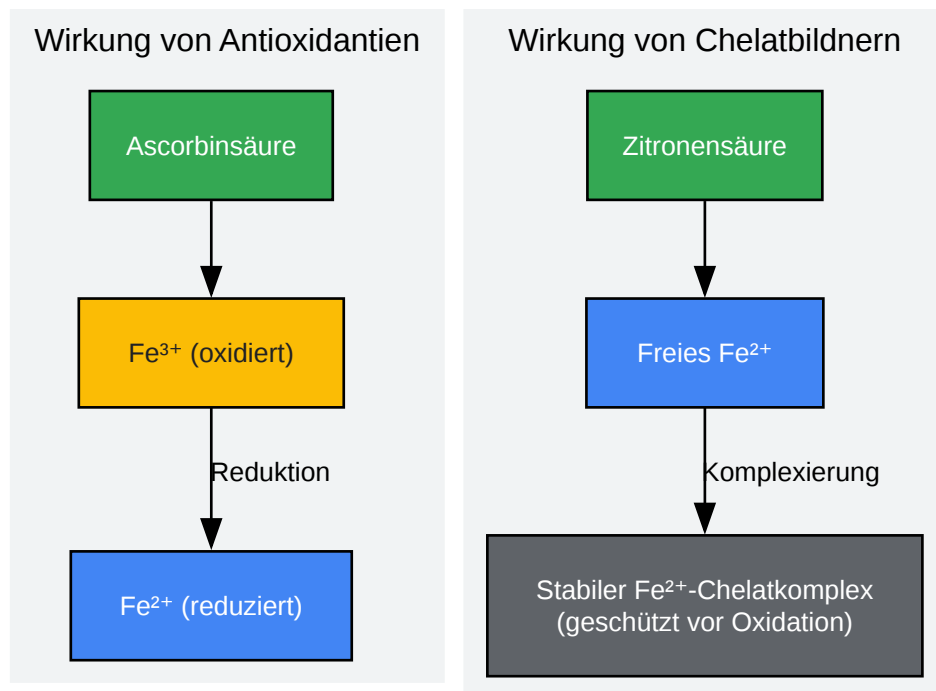 Wirkung von Antioxidantien
Ascorbinsäure
Fe³⁺ (oxidiert)
Reduktion
Fe²⁺ (reduziert)
Wirkung von Chelatbildnern
Zitronensäure
Freies Fe²⁺
Komplexierung
Stabiler Fe²⁺-Chelatkomplex
(geschützt vor Oxidation)